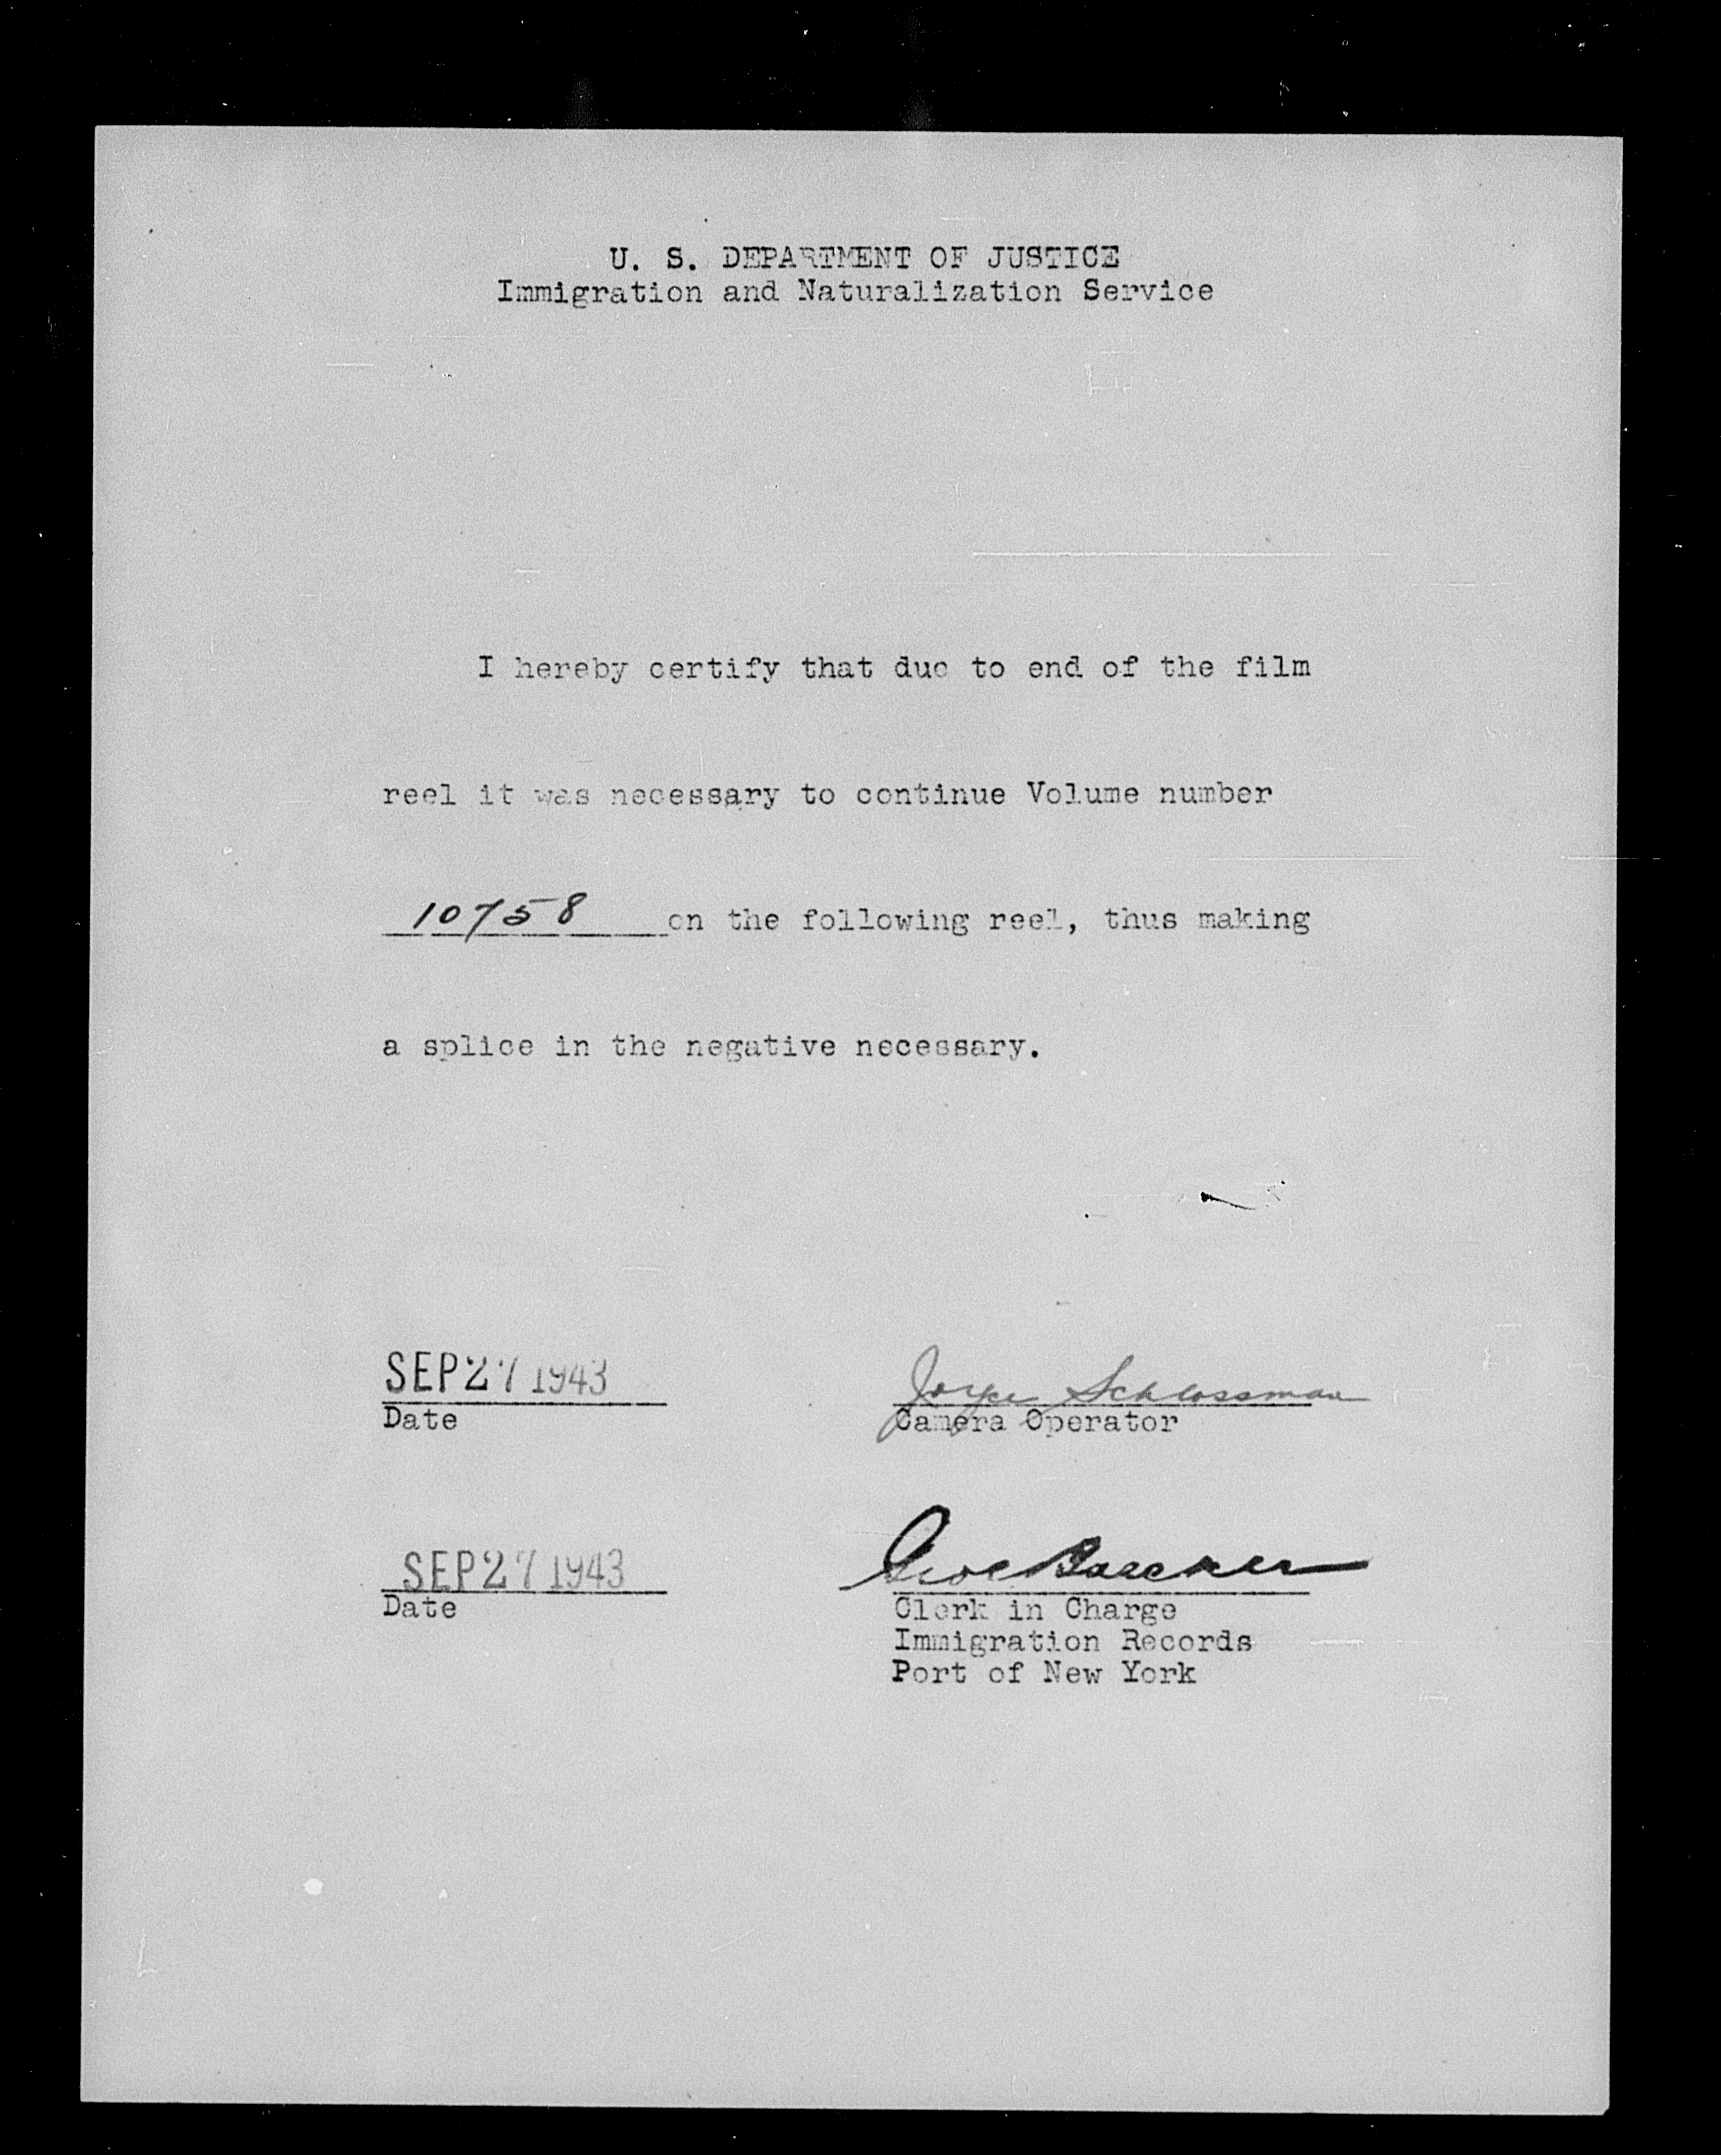 U. S. DEPARTMENT OF JUSTICE
Immigration and Naturalization Service
I hereby certify that due to end of the film
reel it was necessary to continue Volume number
10758 on the following reel, thus making
a splice in the negative necessary.
SEP 27 1943
Date
Schlossman
Camera Operator
SEP 27 1943
Date
Clerk in Charge
Immigration Records
Port of New York